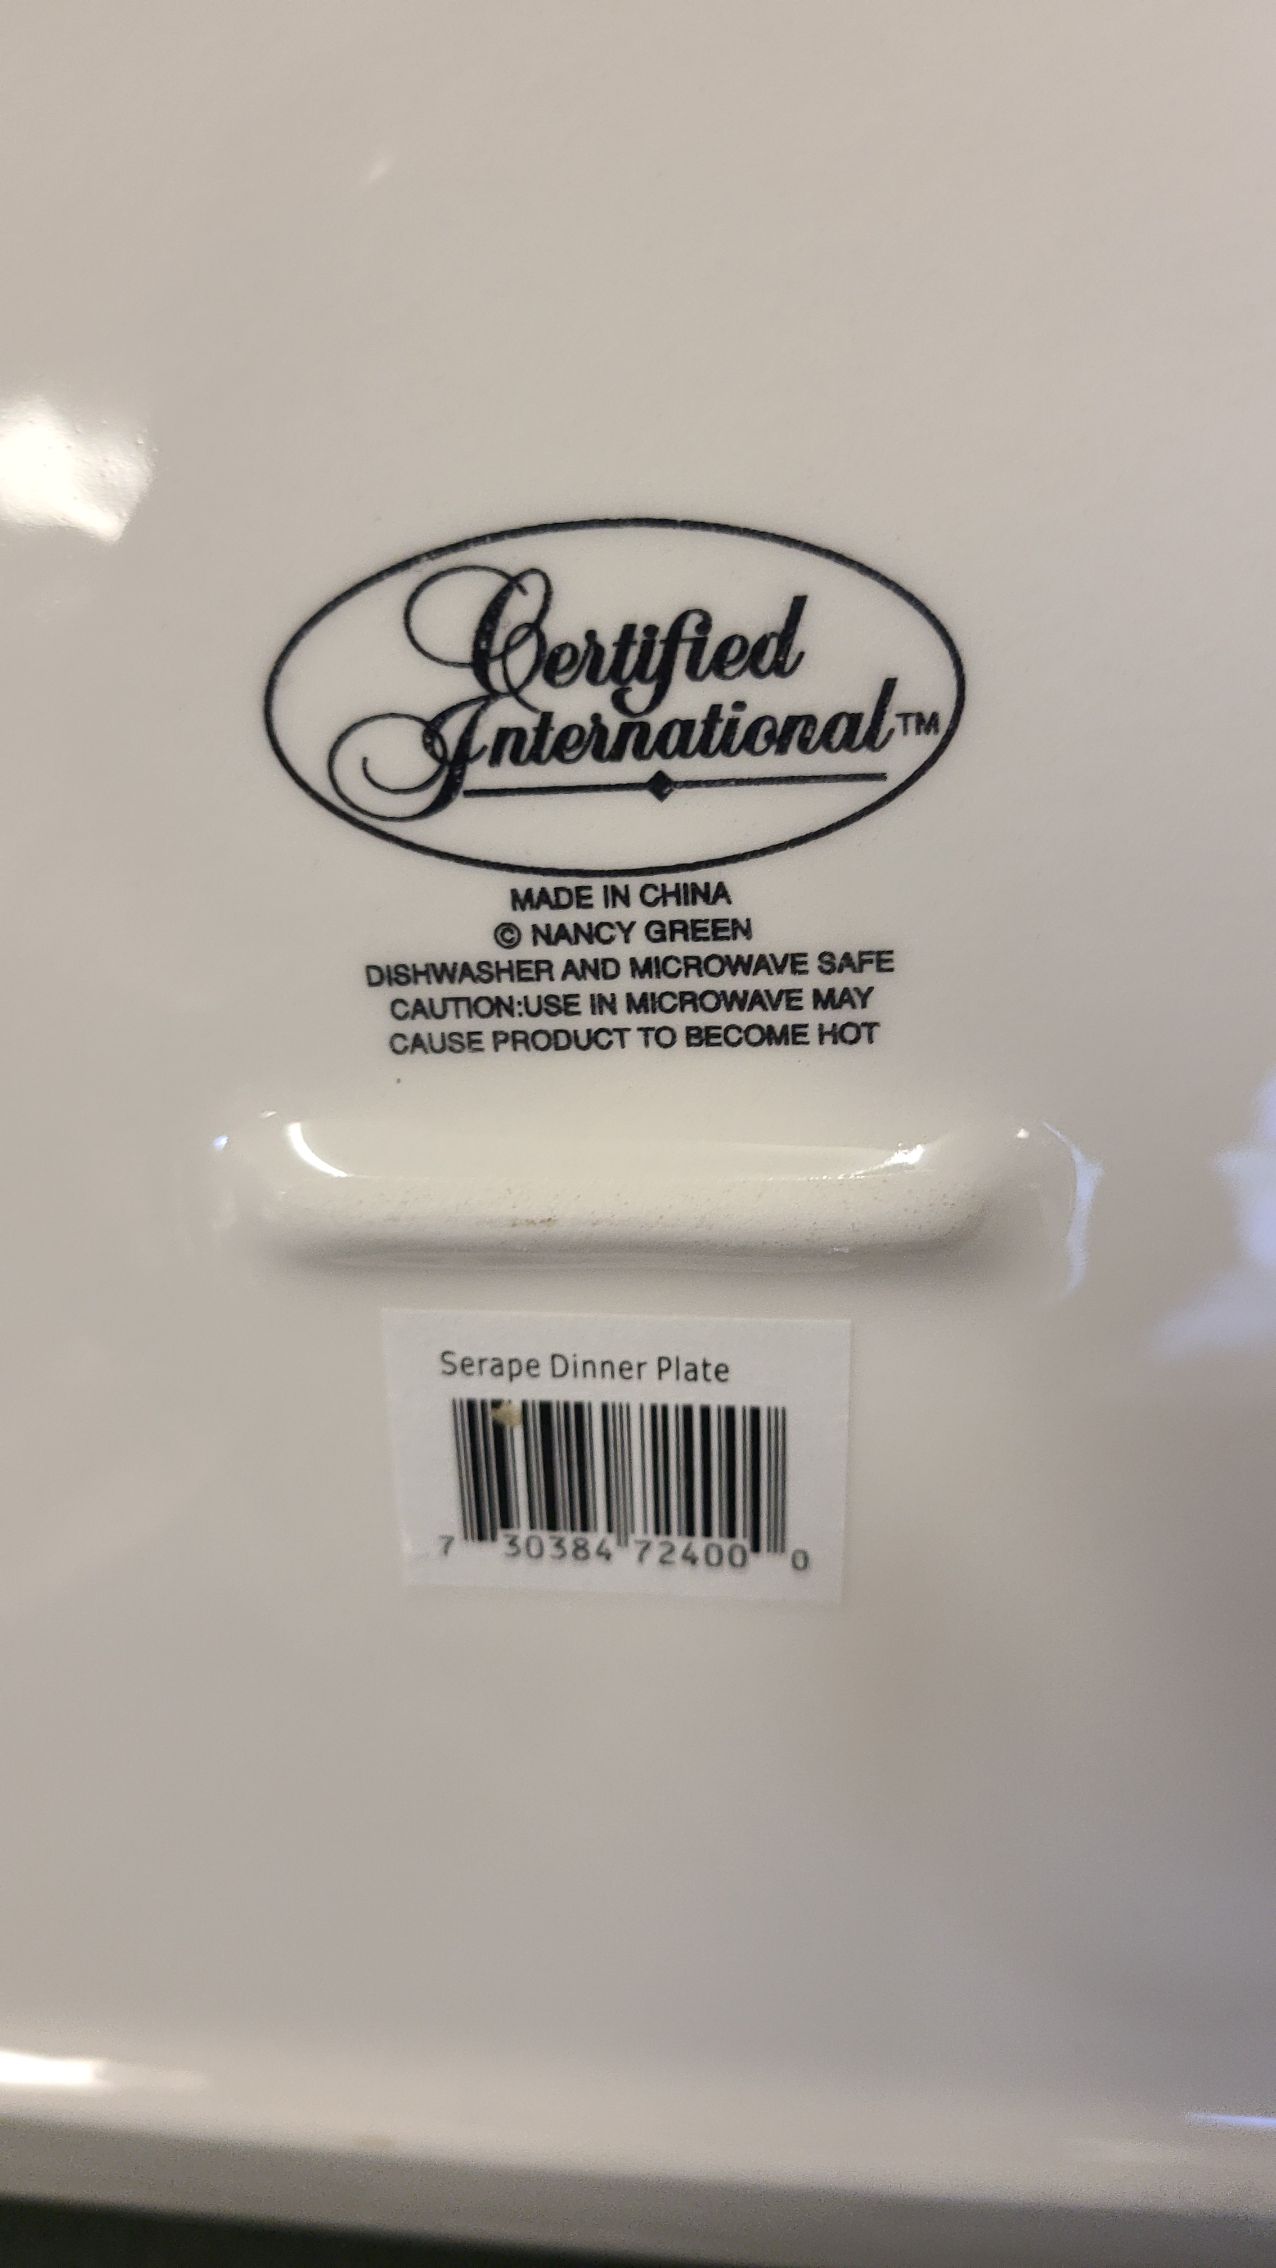 Certified
International™
MADE IN CHINA
© NANCY GREEN
DISHWASHER AND MICROWAVE SAFE
CAUTION:USE IN MICROWAVE MAY
CAUSE PRODUCT TO BECOME HOT
Serape Dinner Plate
7 30384 72400 0